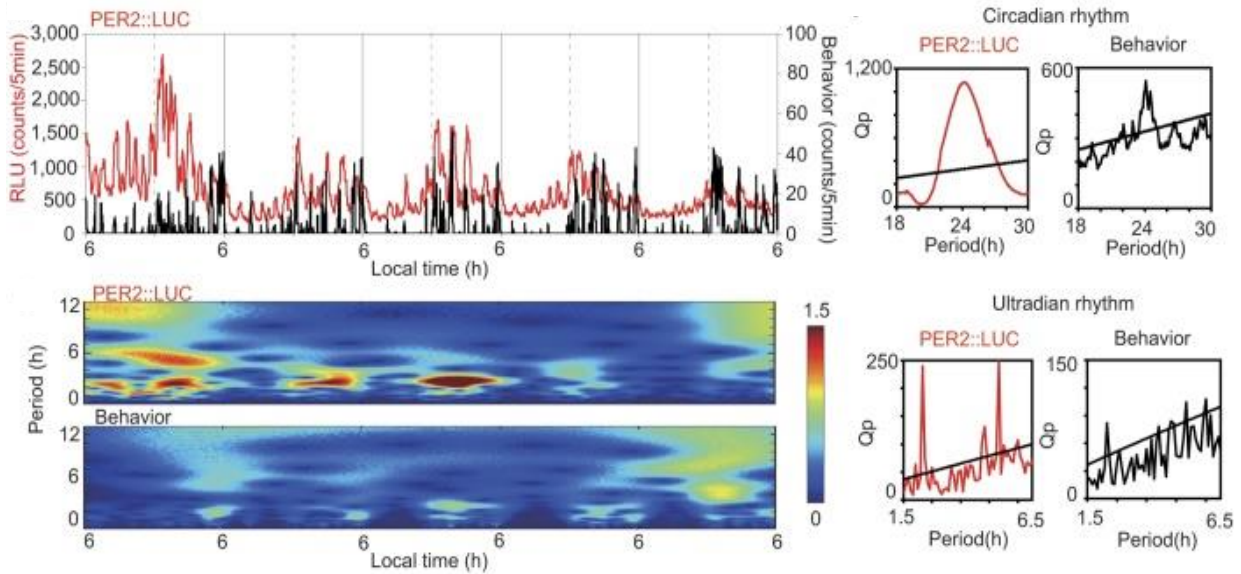 PER2::LUC
3,000
2,500
2,000
1,500
1,000
500
0
RLU (counts/5min)
100
80
60
40
20
0
Behavior (counts/5min)
6 6 6 6 6 6
Local time (h)
Circadian rhythm
PER2::LUC
1,200
Qp
0
18 24 30
Period(h)
Behavior
600
Qp
0
18 24 30
Period(h)
PER2::LUC
12
6
0
Period (h)
Behavior
12
6
0
6 6 6 6 6 6
Local time (h)
1.5
0
Ultradian rhythm
PER2::LUC
250
Qp
0
1.5 6.5
Period(h)
Behavior
150
Qp
0
1.5 6.5
Period(h)